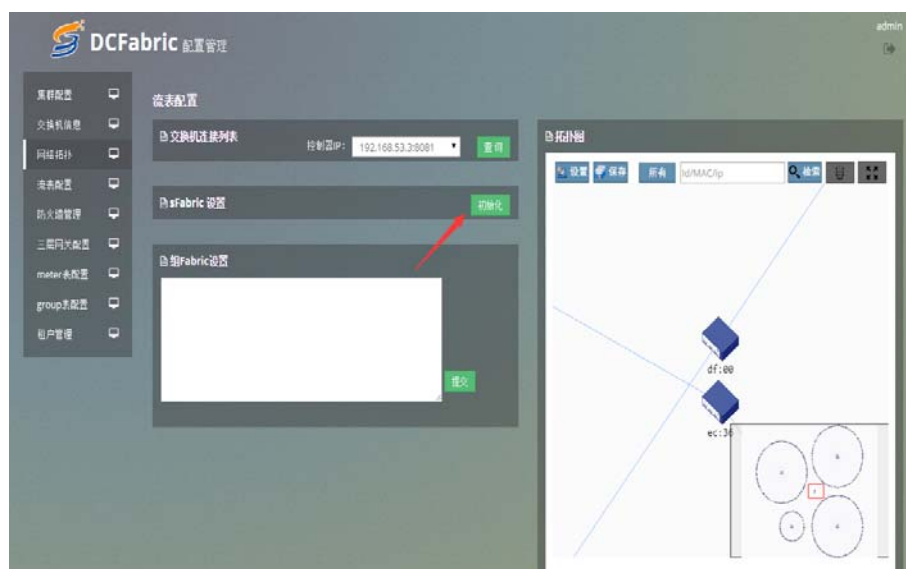 admin
DCFabric 配置管理
集群配置
交换机信息
网络拓扑
流表配置
防火墙管理
三层网关配置
meter表配置
group表配置
租户管理
流表配置
交换机连接列表
控制器IP: 192.168.53.3:8081
查询
sFabric 设置
初始化
组Fabric设置
提交
拓扑图
设置 保存 所有 Id/MAC/Ip 检索
df:00
ec:36